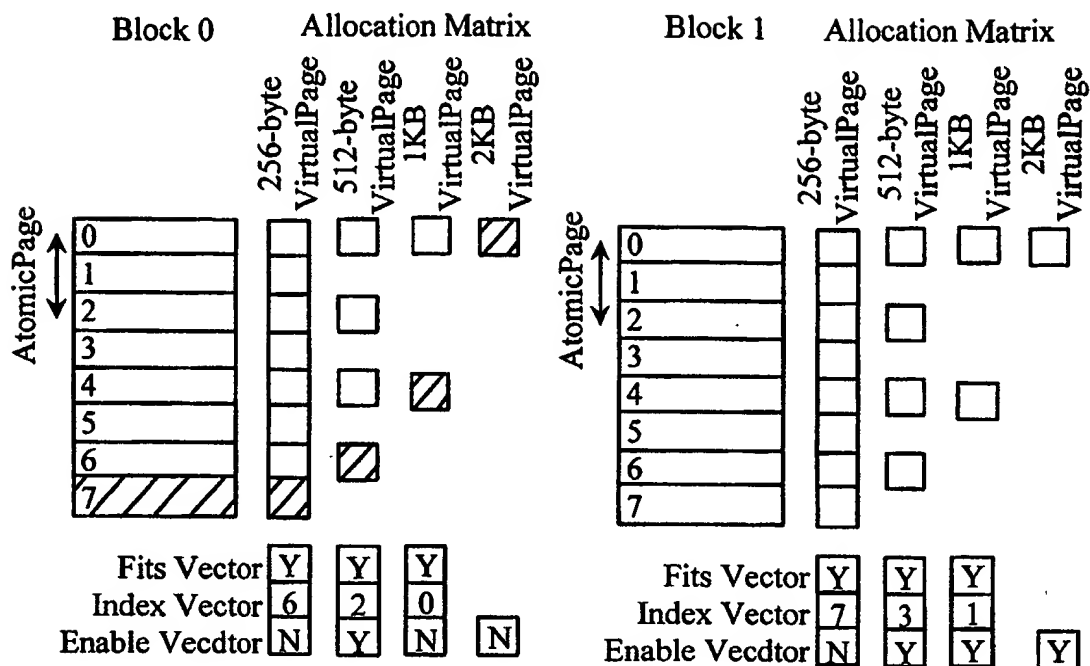 Block 0
Allocation Matrix
256-byte
VirtualPage
512-byte
VirtualPage
1KB
VirtualPage
2KB
VirtualPage
AtomicPage
0
1
2
3
4
5
6
7
Fits Vector Y Y Y
Index Vector 6 2 0
Enable Vecdtor N Y N N
Block 1
Allocation Matrix
256-byte
VirtualPage
512-byte
VirtualPage
1KB
VirtualPage
2KB
VirtualPage
AtomicPage
0
1
2
3
4
5
6
7
Fits Vector Y Y Y
Index Vector 7 3 1
Enable Vecdtor N Y Y Y